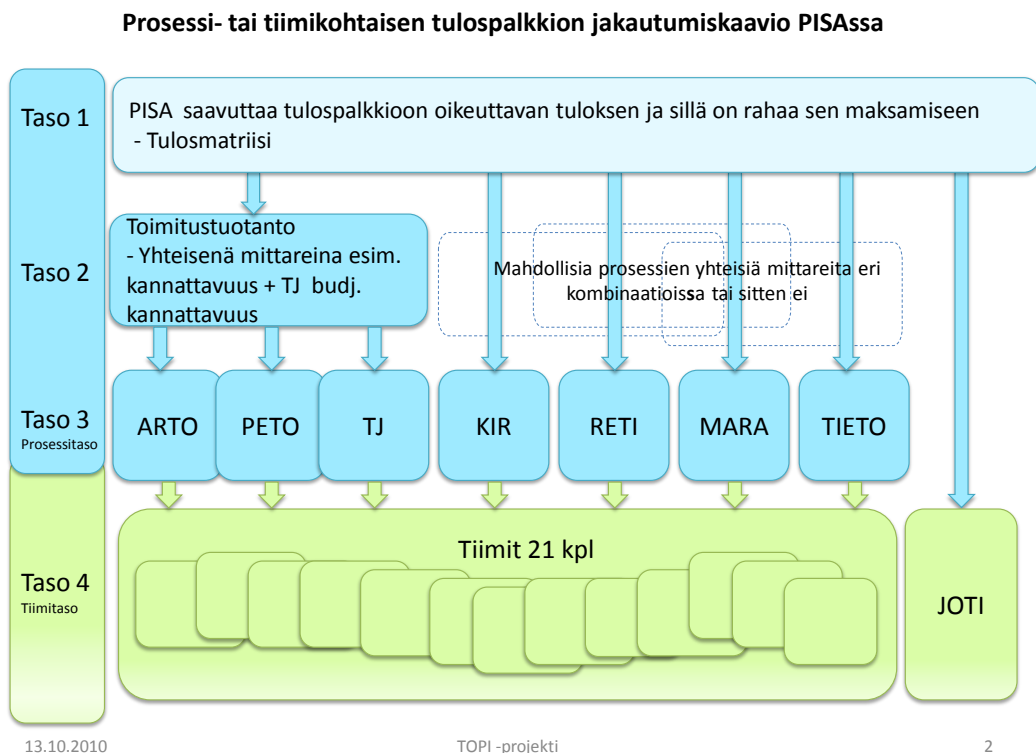 Prosessi- tai tiimikohtaisen tulospalkkion jakautumiskaavio PISAssa
Taso 1
PISA saavuttaa tulospalkkioon oikeuttavan tuloksen ja sillä on rahaa sen maksamiseen
- Tulosmatriisi
Taso 2
Toimitustuotanto
- Yhteisenä mittareina esim.
kannattavuus + TJ budj.
kannattavuus
Mahdollisia prosessien yhteisiä mittareita eri
kombinaatioissa tai sitten ei
Taso 3
Prosessitaso
ARTO
PETO
TJ
KIR
RETI
MARA
TIETO
Taso 4
Tiimitaso
Tiimit 21 kpl
JOTI
13.10.2010
TOPI -projekti
2